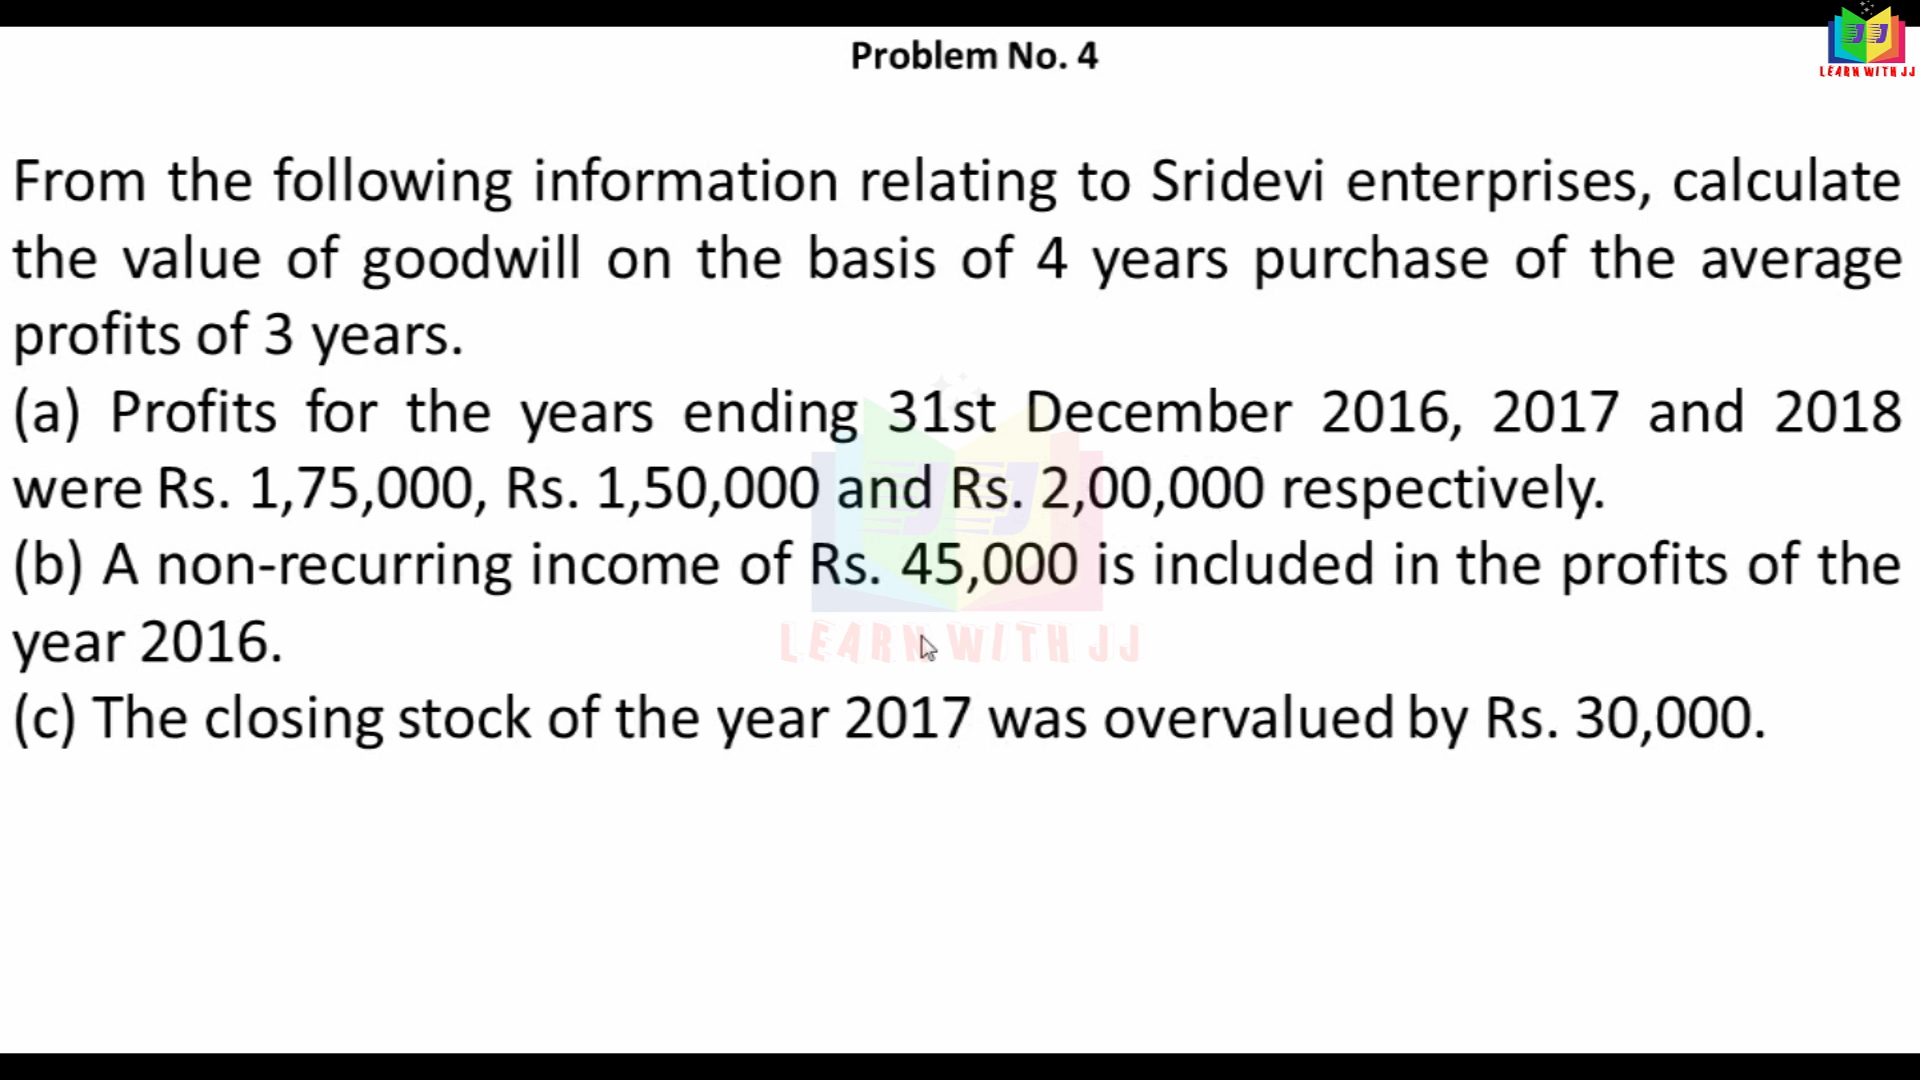 Problem No. 4
LEARN WITH JJ
From the following information relating to Sridevi enterprises, calculate
the value of goodwill on the basis of 4 years purchase of the average
profits of 3 years.
(a) Profits for the years ending 31st December 2016, 2017 and 2018
were Rs. 1,75,000, Rs. 1,50,000 and Rs. 2,00,000 respectively.
(b) A non-recurring income of Rs. 45,000 is included in the profits of the
year 2016.
LEARN WITH JJ
(c) The closing stock of the year 2017 was overvalued by Rs. 30,000.